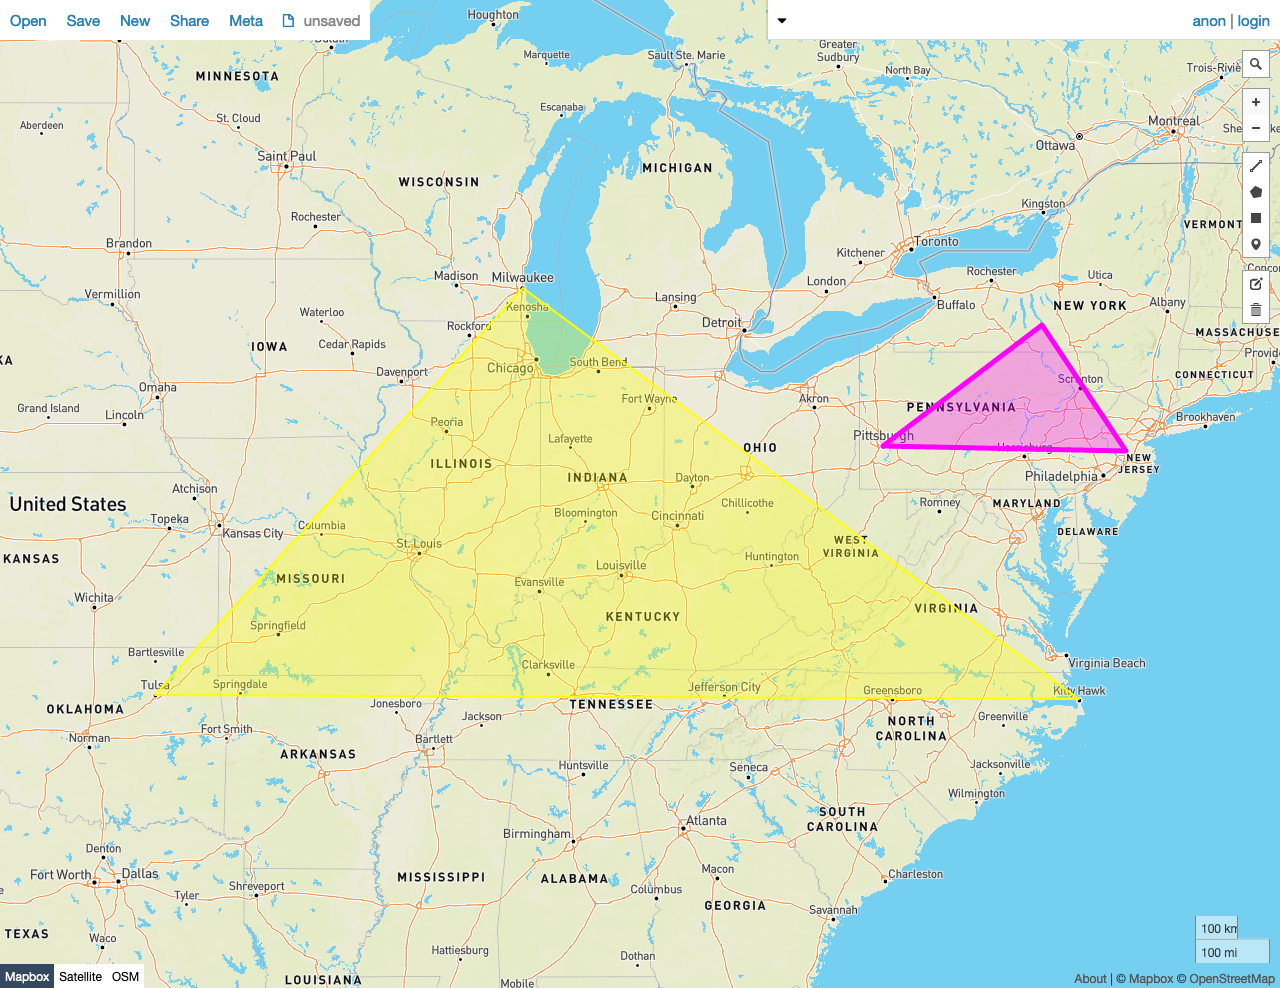 Open Save New Share Meta unsaved
anon | login
Houghton
Duluth
Marquette
Sault Ste. Marie
Greater
Sudbury
North Bay
Trois-Riviè
MINNESOTA
Escanaba
Aberdeen
St. Cloud
Montreal
Ottawa
Saint Paul
MICHIGAN
WISCONSIN
Kingston
Rochester
VERMONT
Brandon
Toronto
Kitchener
Concor
Madison
Milwaukee
London
Rochester
Utica
Vermillion
Lansing
Buffalo
NEW YORK
Albany
Kenosha
Waterloo
Rockford
Detroit
MASSACHUSE
IOWA
Cedar Rapids
KA
South Bend
Chicago
Provide
Davenport
Scranton
CONNECTICUT
Omaha
Fort Wayne
Akron
PENNSYLVANIA
Grand Island
Lincoln
Peoria
Brookhaven
Lafayette
Pittsburgh
OHIO
Harrisburg
ILLINOIS
INDIANA
NEW
JERSEY
Dayton
Philadelphia
Atchison
United States
Chillicothe
Romney
MARYLAND
Topeka
Columbia
Bloomington
Cincinnati
Kansas City
DELAWARE
St. Louis
WEST
VIRGINIA
KANSAS
Huntington
Louisville
MISSOURI
Evansville
Wichita
VIRGINIA
KENTUCKY
Springfield
Bartlesville
Clarksville
Virginia Beach
Tulsa
Springdale
Jefferson City
Greensboro
Kitty Hawk
OKLAHOMA
Jonesboro
TENNESSEE
Jackson
NORTH
CAROLINA
Greenville
Norman
Fort Smith
Bartlett
ARKANSAS
Huntsville
Seneca
Jacksonville
Wilmington
SOUTH
CAROLINA
Atlanta
Birmingham
Denton
Fort Worth
Dallas
MISSISSIPPI
ALABAMA
Macon
Charleston
Shreveport
Columbus
Tyler
GEORGIA
Savannah
TEXAS
Waco
Hattiesburg
Dothan
100 km
100 mi
LOUISIANA
Mobile
Mapbox Satellite OSM
About | © Mapbox © OpenStreetMap